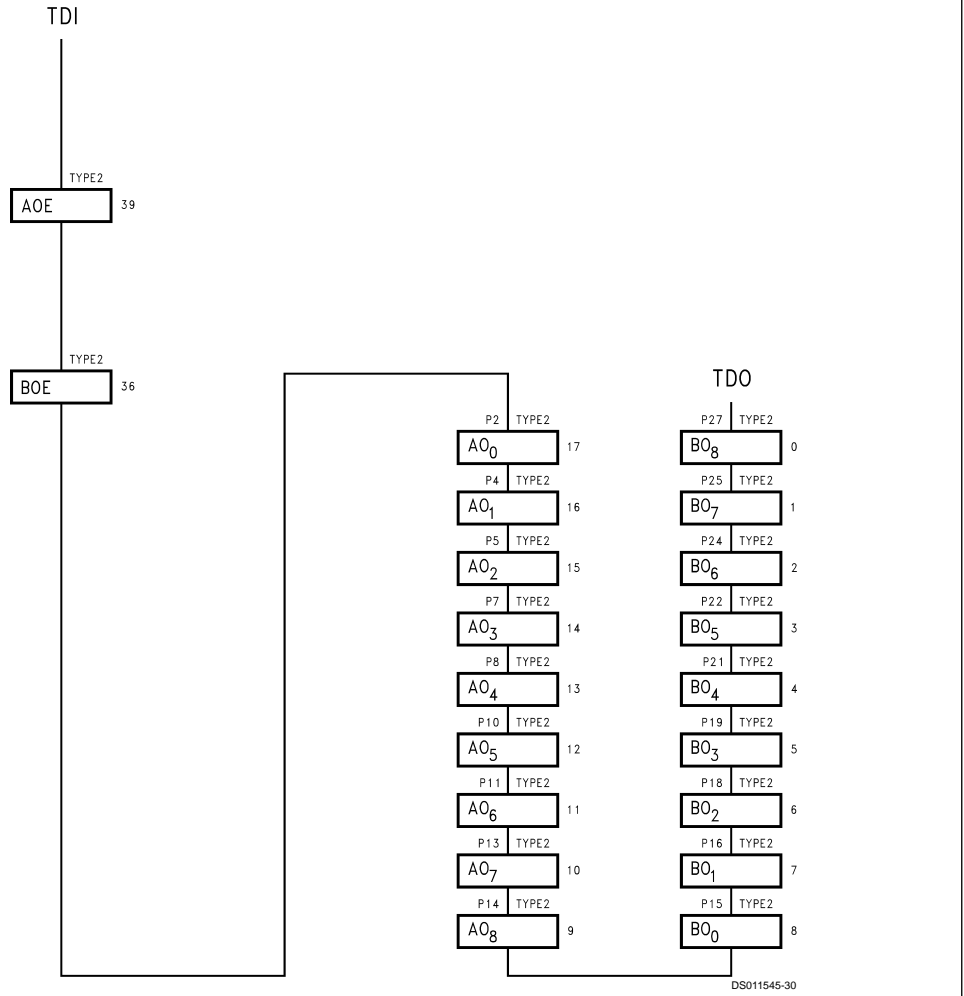 TDI
TYPE2
AOE 39
TYPE2
BOE 36
TDO
P2 TYPE2 P27 TYPE2
AO0 17 BO8 0
P4 TYPE2 P25 TYPE2
AO1 16 BO7 1
P5 TYPE2 P24 TYPE2
AO2 15 BO6 2
P7 TYPE2 P22 TYPE2
AO3 14 BO5 3
P8 TYPE2 P21 TYPE2
AO4 13 BO4 4
P10 TYPE2 P19 TYPE2
AO5 12 BO3 5
P11 TYPE2 P18 TYPE2
AO6 11 BO2 6
P13 TYPE2 P16 TYPE2
AO7 10 BO1 7
P14 TYPE2 P15 TYPE2
AO8 9 BO0 8
DS011545-30